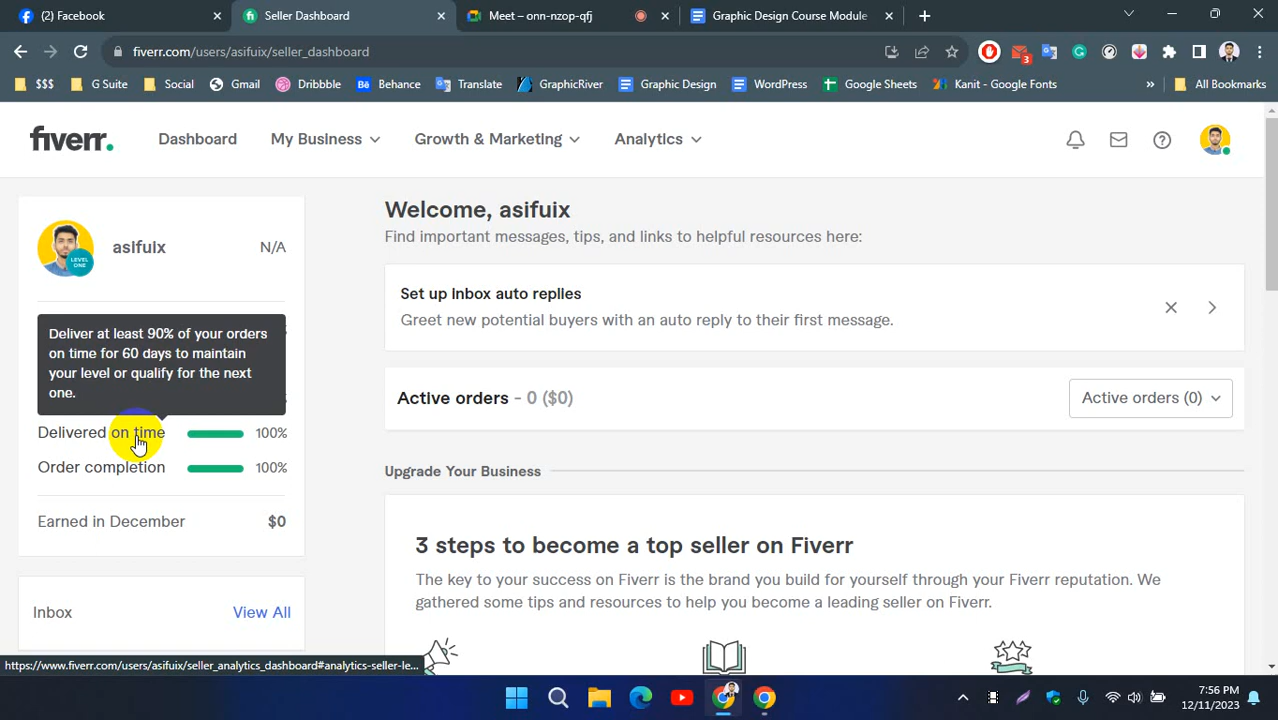 (2) Facebook
Seller Dashboard
Meet – onn-nzop-qfj
Graphic Design Course Module
fiverr.com/users/asifuix/seller_dashboard
3
$$$
G Suite
Social
Gmail
Dribbble
Behance
Translate
GraphicRiver
Graphic Design
WordPress
Google Sheets
Kanit - Google Fonts
»
All Bookmarks
fiverr.
Dashboard
My Business
Growth & Marketing
Analytics
LEVEL ONE
asifuix
N/A
Deliver at least 90% of your orders
on time for 60 days to maintain
your level or qualify for the next
one.
Delivered on time
100%
Order completion
100%
Earned in December
$0
Inbox
View All
Welcome, asifuix
Find important messages, tips, and links to helpful resources here:
Set up Inbox auto replies
Greet new potential buyers with an auto reply to their first message.
Active orders - 0 ($0)
Active orders (0)
Upgrade Your Business
3 steps to become a top seller on Fiverr
The key to your success on Fiverr is the brand you build for yourself through your Fiverr reputation. We
gathered some tips and resources to help you become a leading seller on Fiverr.
https://www.fiverr.com/users/asifuix/seller_analytics_dashboard#analytics-seller-le...
7:56 PM
12/11/2023